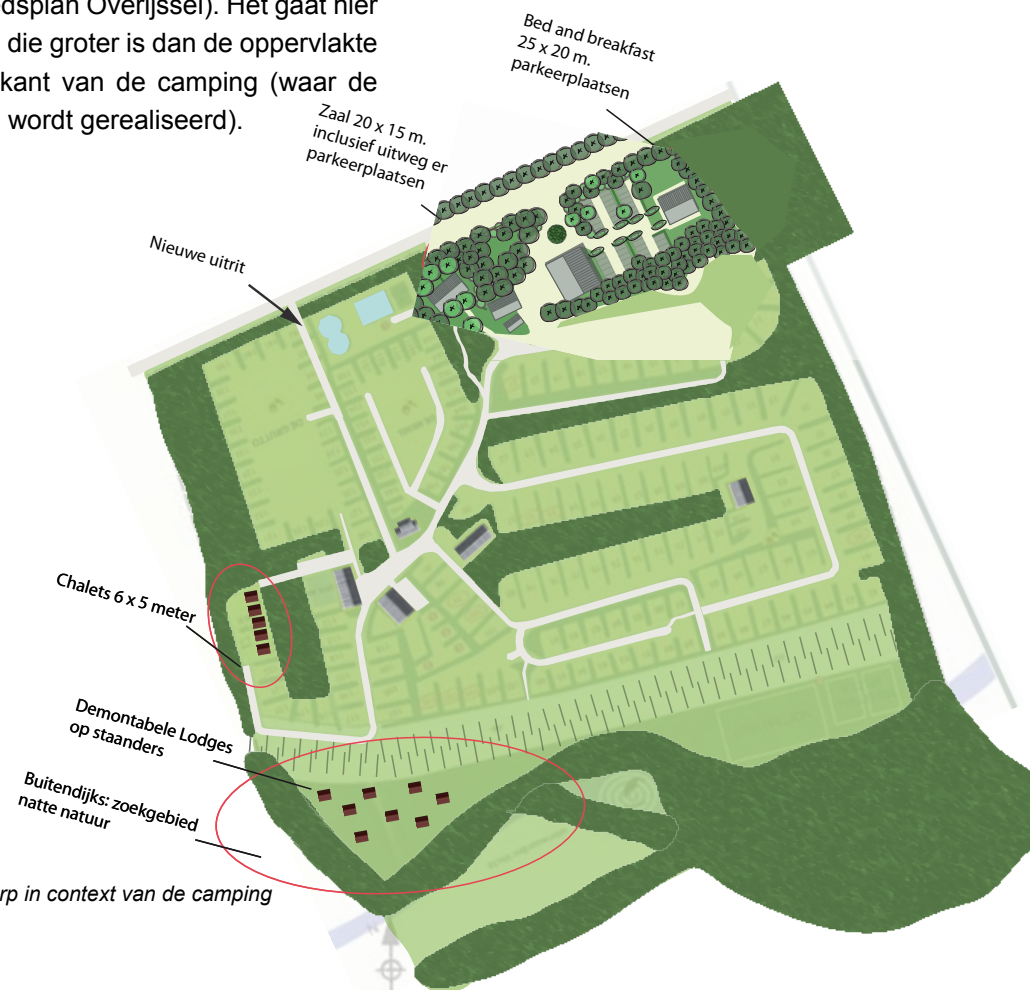 edsplan Overijssel). Het gaat hier
die groter is dan de oppervlakte
kant van de camping (waar de
wordt gerealiseerd).
Bed and breakfast
25 x 20 m.
parkeerplaatsen
Zaal 20 x 15 m.
inclusief uitweg er
parkeerplaatsen
Nieuwe uitrit
Chalets 6 x 5 meter
Demontabele Lodges
op staanders
Buitendijks: zoekgebied
natte natuur
rp in context van de camping
N